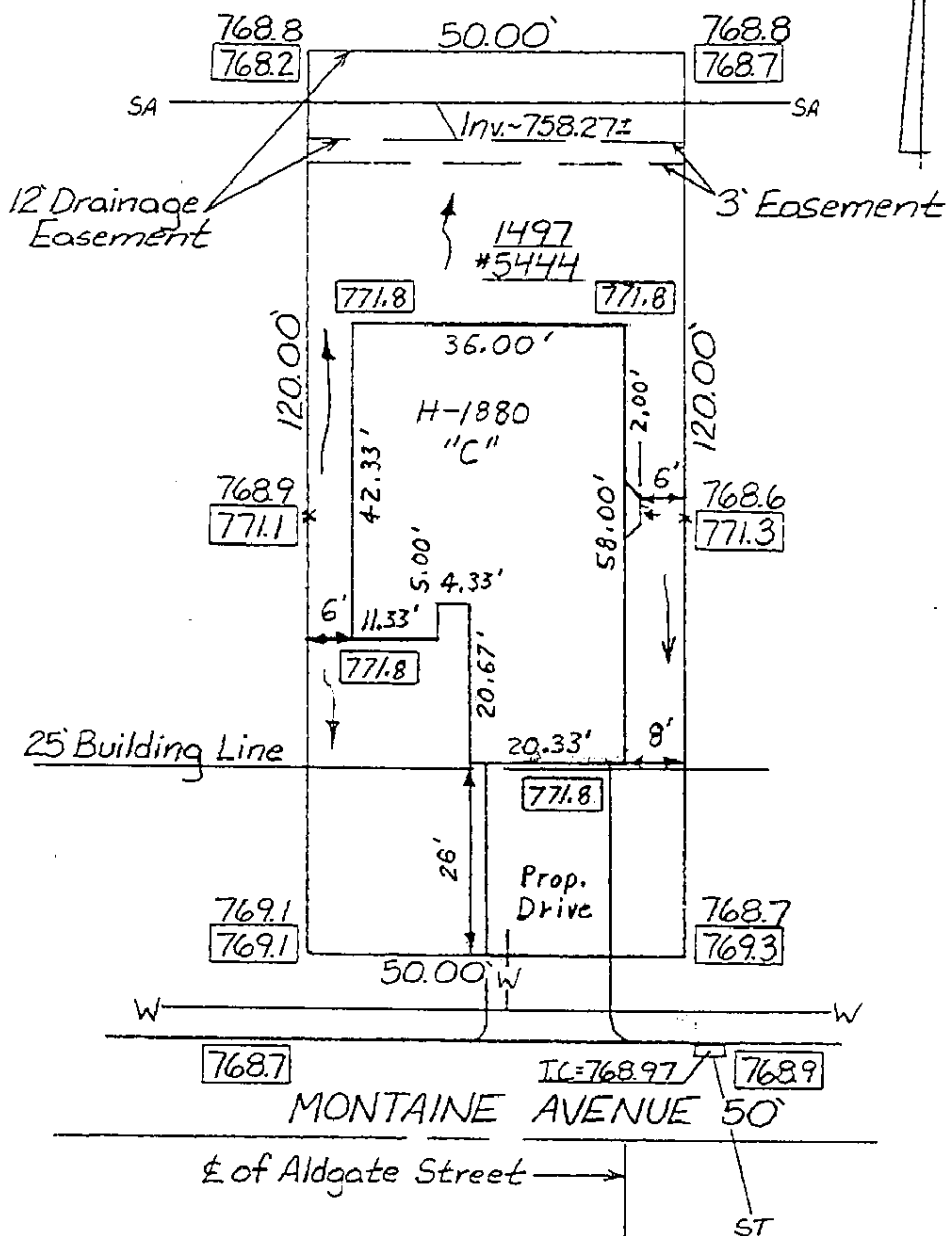 768.8
768.2
50.00'
768.8
768.7
SA
SA
Inv.~758.27±
12' Drainage
Easement
3' Easement
1497
#5444
771.8
771.8
36.00'
120.00'
120.00'
H-1880
"C"
2.00'
42.33'
768.9
771.1
6'
768.6
771.3
4'
58.00'
5.00'
4.33'
6'
11.33'
771.8
20.67'
25' Building Line
20.33'
8'
771.8
26'
Prop.
Drive
769.1
769.1
768.7
769.3
50.00'
W
W
W
768.7
T.C=768.97
768.9
MONTAINE AVENUE 50'
℄ of Aldgate Street
ST